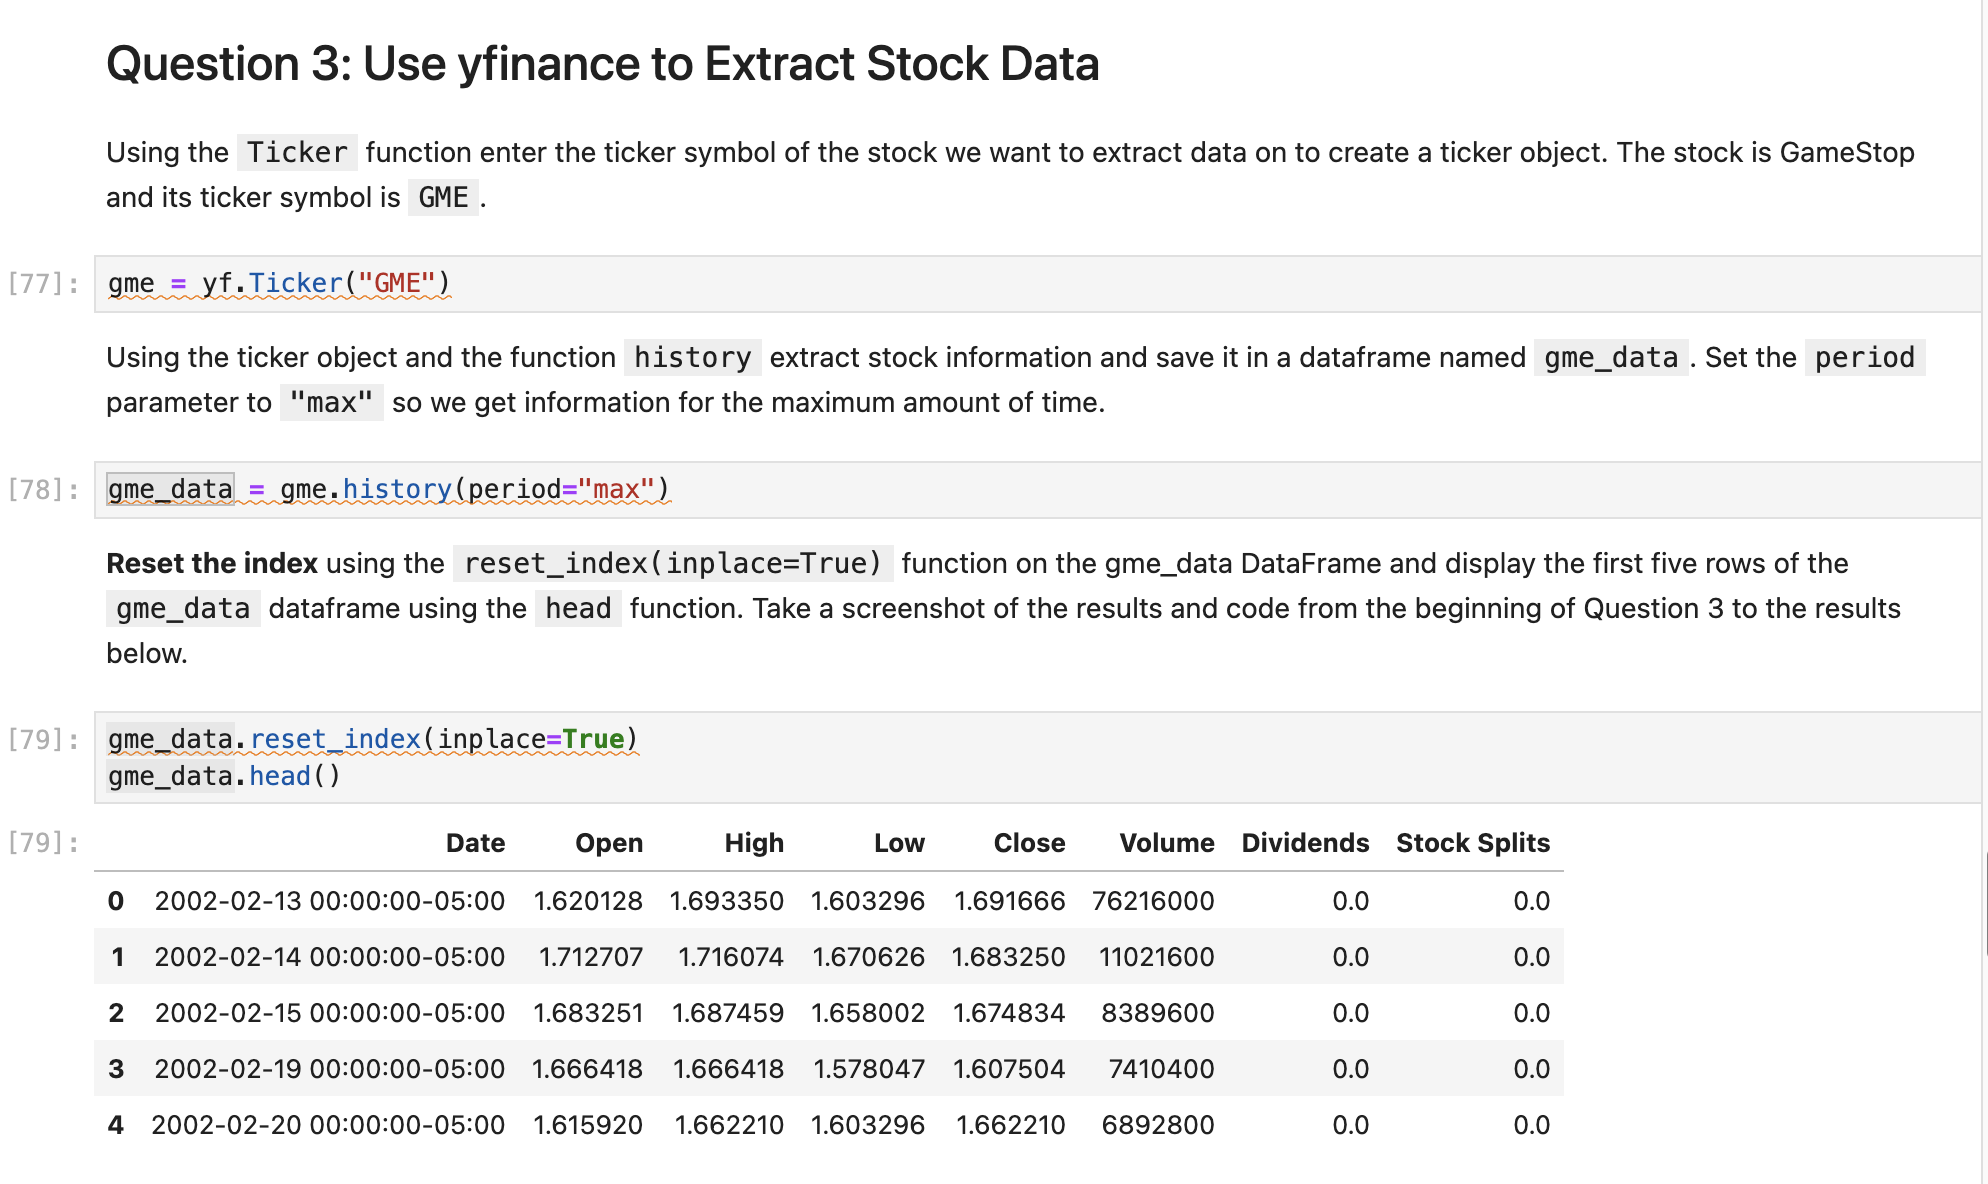 Question 3: Use yfinance to Extract Stock Data
Using the Ticker function enter the ticker symbol of the stock we want to extract data on to create a ticker object. The stock is GameStop
and its ticker symbol is GME.
[77]: gme = yf.Ticker("GME")
Using the ticker object and the function history extract stock information and save it in a dataframe named gme_data. Set the period
parameter to "max" so we get information for the maximum amount of time.
[78]: gme_data = gme.history(period="max")
Reset the index using the reset_index(inplace=True) function on the gme_data DataFrame and display the first five rows of the
gme_data dataframe using the head function. Take a screenshot of the results and code from the beginning of Question 3 to the results
below.
[79]: gme_data.reset_index(inplace=True)
gme_data.head()
[79]: Date Open High Low Close Volume Dividends Stock Splits
0 2002-02-13 00:00:00-05:00 1.620128 1.693350 1.603296 1.691666 76216000 0.0 0.0
1 2002-02-14 00:00:00-05:00 1.712707 1.716074 1.670626 1.683250 11021600 0.0 0.0
2 2002-02-15 00:00:00-05:00 1.683251 1.687459 1.658002 1.674834 8389600 0.0 0.0
3 2002-02-19 00:00:00-05:00 1.666418 1.666418 1.578047 1.607504 7410400 0.0 0.0
4 2002-02-20 00:00:00-05:00 1.615920 1.662210 1.603296 1.662210 6892800 0.0 0.0